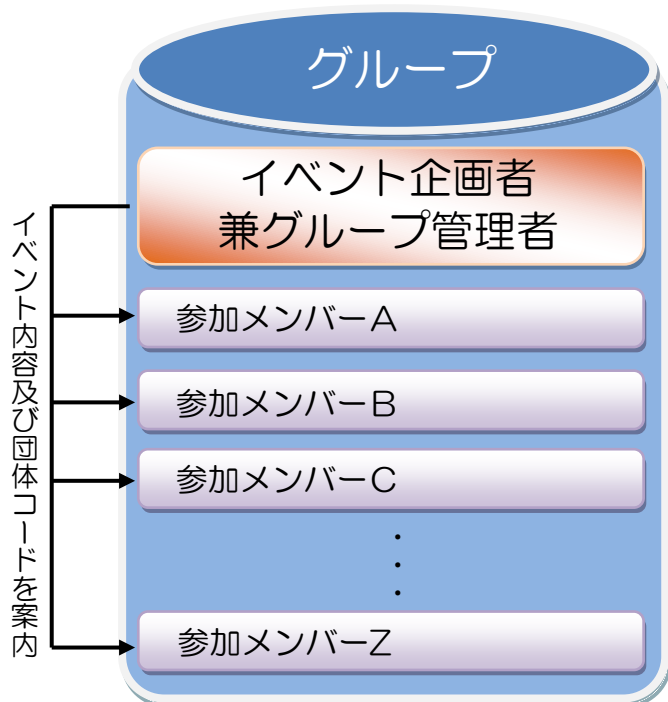 グループ
イベント企画者
兼グループ管理者
イベント内容及び団体コードを案内
参加メンバーA
参加メンバーB
参加メンバーC
・
・
・
参加メンバーZ